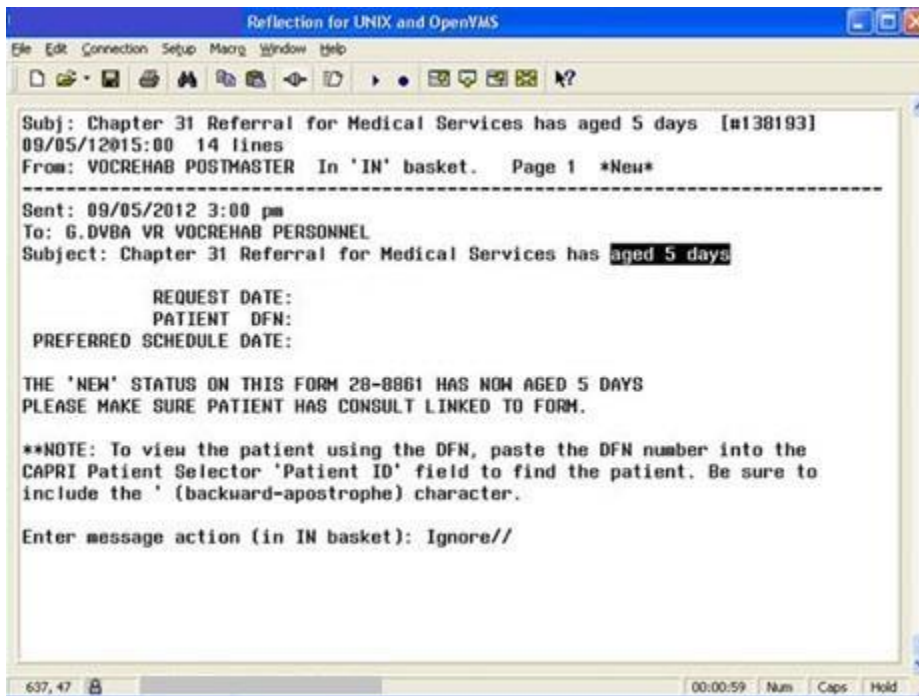 Reflection for UNIX and OpenVMS
File Edit Connection Setup Macro Window Help
Subj: Chapter 31 Referral for Medical Services has aged 5 days [#138193]
09/05/12@15:00 14 lines
From: VOCREHAB POSTMASTER In 'IN' basket. Page 1 *New*
Sent: 09/05/2012 3:00 pm
To: G.DVBA VR VOCREHAB PERSONNEL
Subject: Chapter 31 Referral for Medical Services has aged 5 days
REQUEST DATE:
PATIENT DFN:
PREFERRED SCHEDULE DATE:
THE 'NEW' STATUS ON THIS FORM 28-8861 HAS NOW AGED 5 DAYS
PLEASE MAKE SURE PATIENT HAS CONSULT LINKED TO FORM.
**NOTE: To view the patient using the DFN, paste the DFN number into the
CAPRI Patient Selector 'Patient ID' field to find the patient. Be sure to
include the ` (backward-apostrophe) character.
Enter message action (in IN basket): Ignore//
637, 47 00:00:59 Num Caps Hold